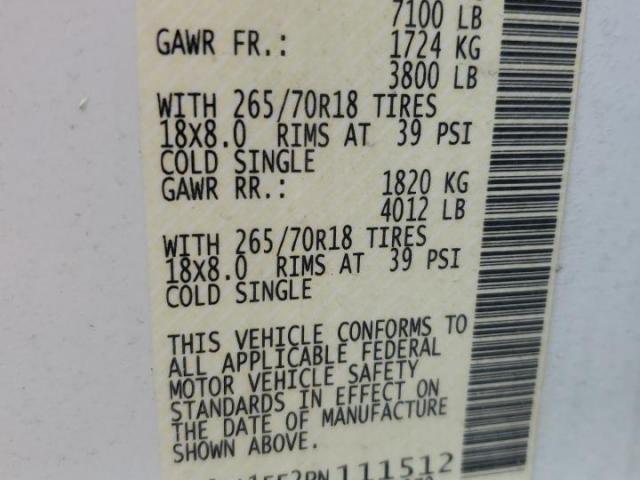 7100 LB
GAWR FR.: 1724 KG
3800 LB
WITH 265/70R18 TIRES
18X8.0 RIMS AT 39 PSI
COLD SINGLE
GAWR RR.: 1820 KG
4012 LB
WITH 265/70R18 TIRES
18X8.0 RIMS AT 39 PSI
COLD SINGLE
THIS VEHICLE CONFORMS TO
ALL APPLICABLE FEDERAL
MOTOR VEHICLE SAFETY
STANDARDS IN EFFECT ON
THE DATE OF MANUFACTURE
SHOWN ABOVE.
111512